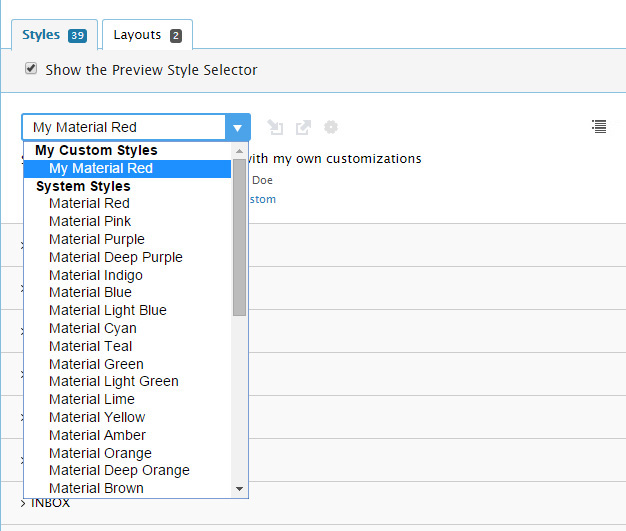 Styles 39 Layouts 2
Show the Preview Style Selector
My Material Red
My Custom Styles
with my own customizations
My Material Red
Doe
System Styles
stom
Material Red
Material Pink
Material Purple
Material Deep Purple
Material Indigo
Material Blue
Material Light Blue
Material Cyan
Material Teal
Material Green
Material Light Green
Material Lime
Material Yellow
Material Amber
Material Orange
Material Deep Orange
Material Brown
INBOX